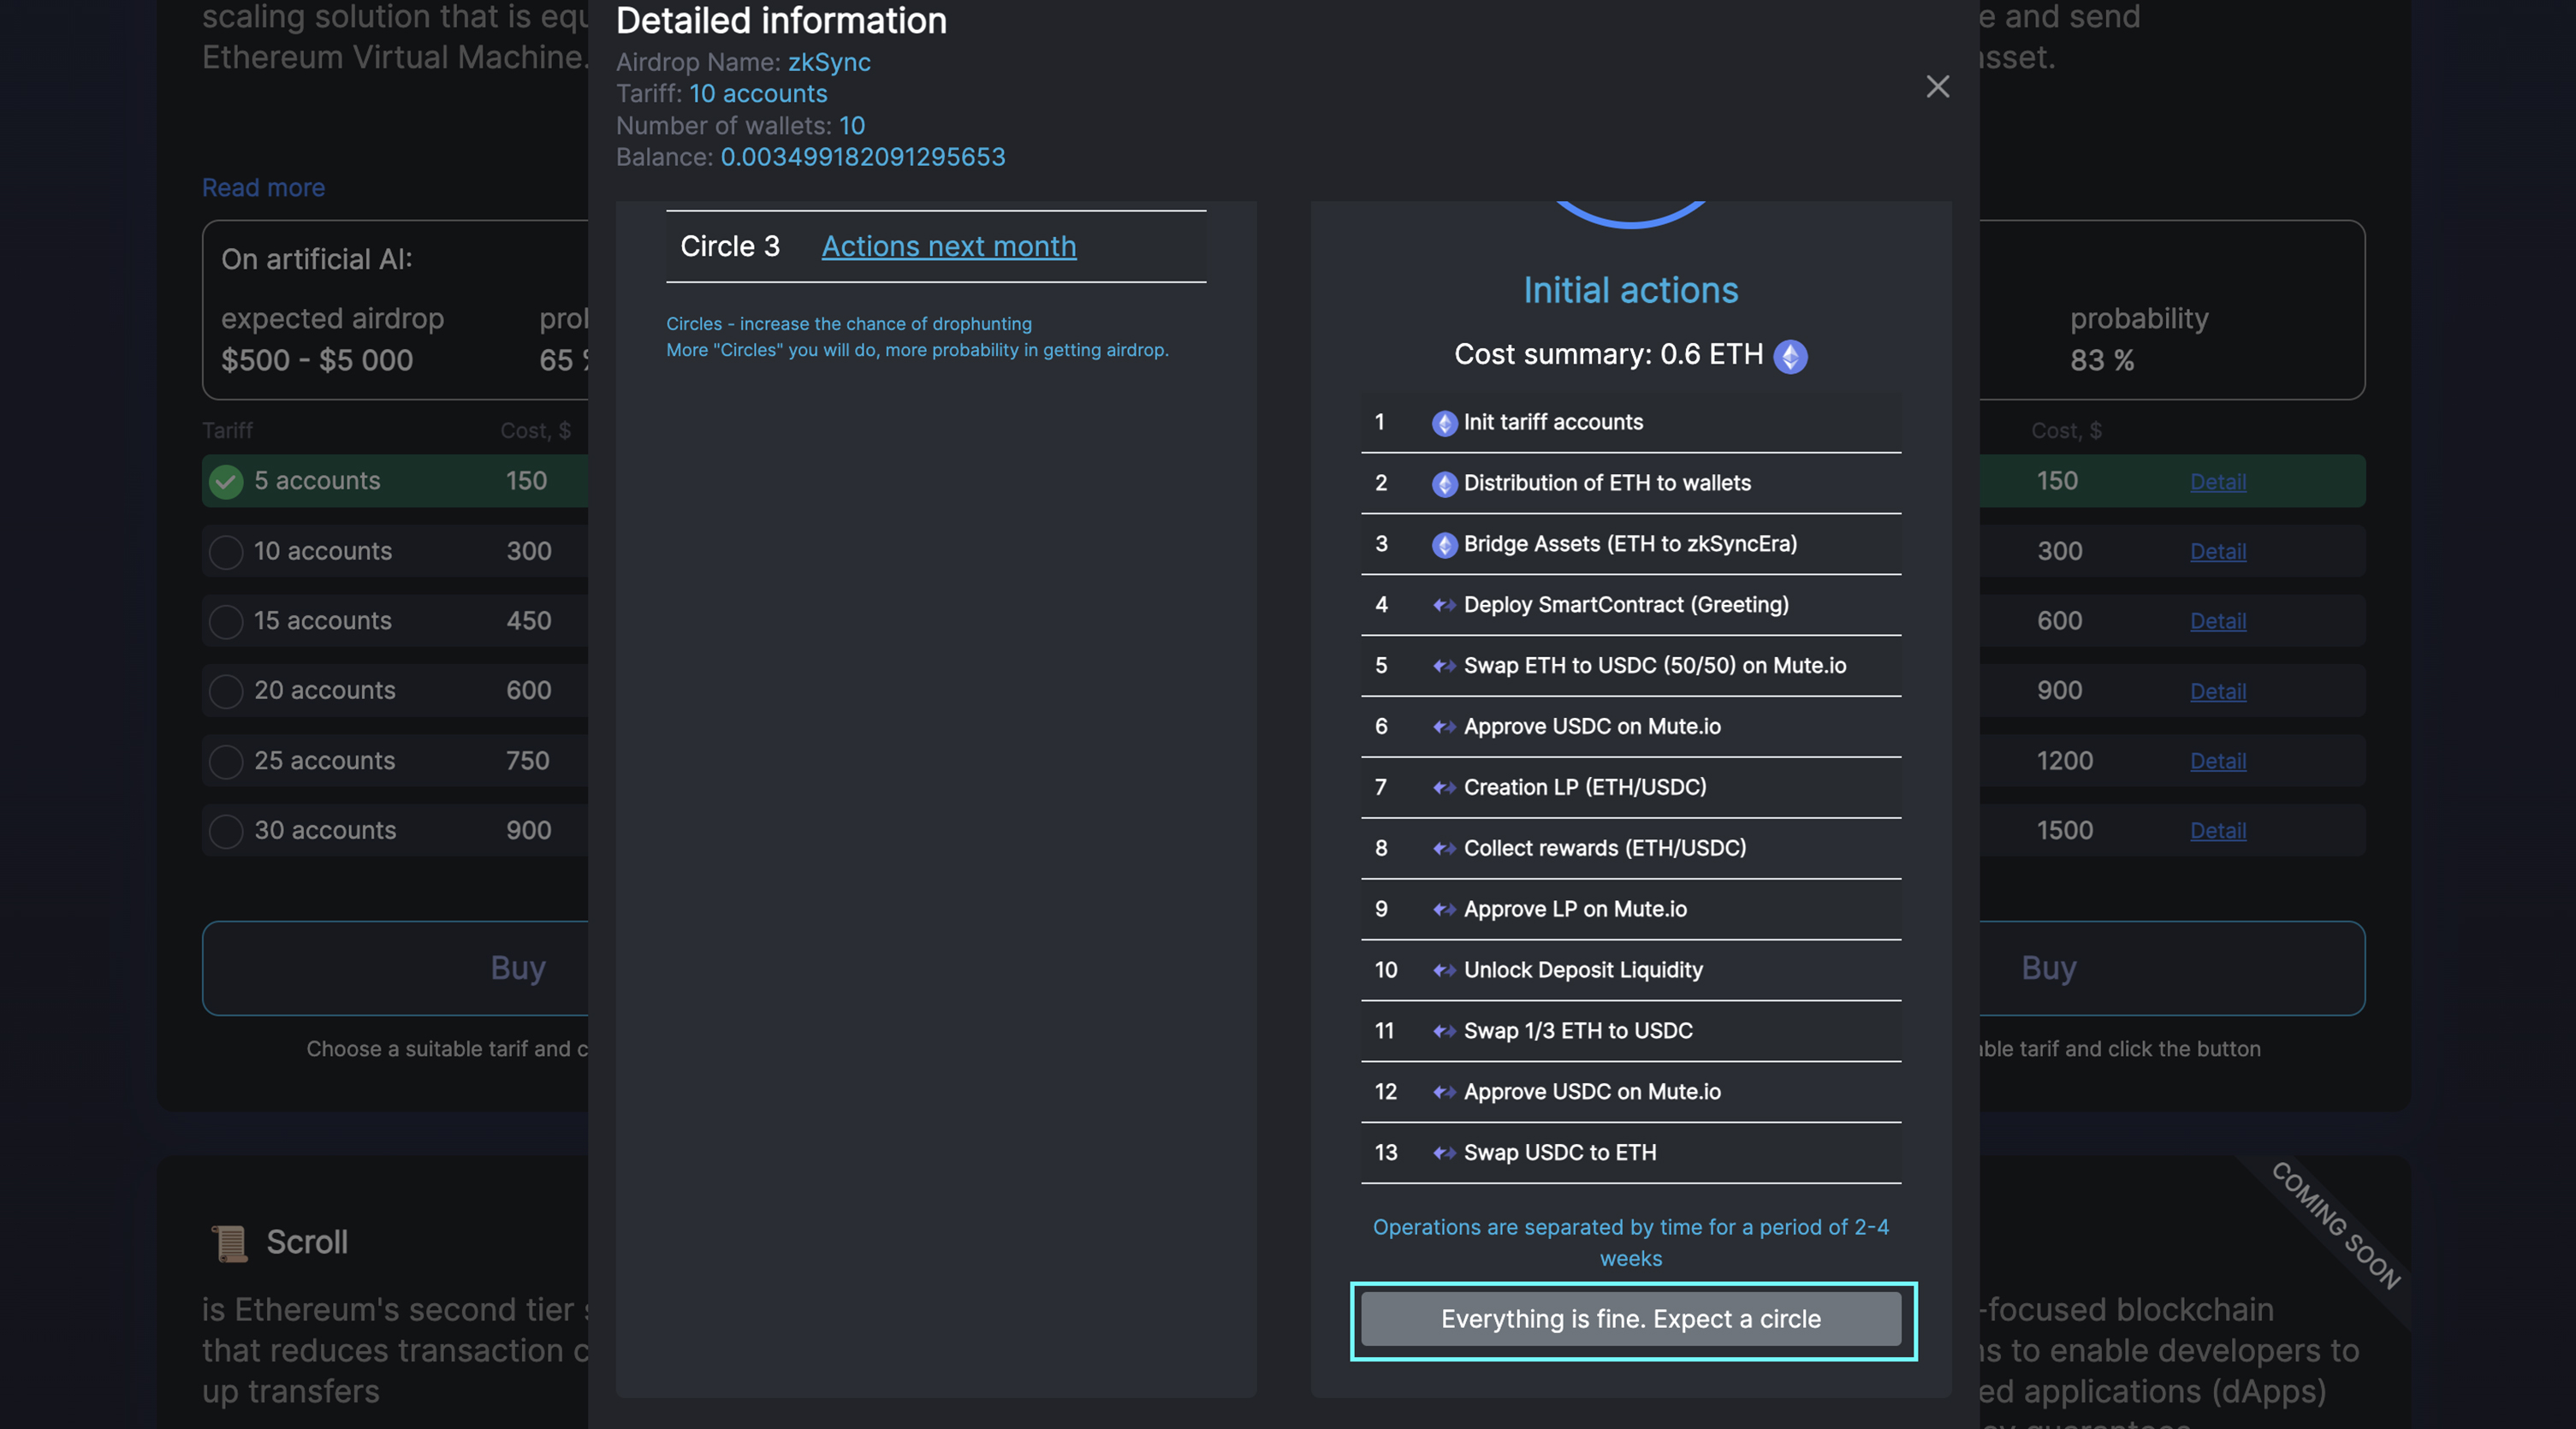 scaling solution that is equ
Ethereum Virtual Machine.
Read more
On artificial AI:
expected airdrop
$500 - $5 000
65
Tariff Cost, $
5 accounts 150
10 accounts 300
15 accounts 450
20 accounts 600
25 accounts 750
30 accounts 900
Buy
Choose a suitable tarif and c
Scroll
is Ethereum's second tier
that reduces transaction c
up transfers
Detailed information
Airdrop Name: zkSync
Tariff: 10 accounts
Number of wallets: 10
Balance: 0.003499182091295653
Circle 3 Actions next month
Circles - increase the chance of drophunting
More "Circles" you will do, more probability in getting airdrop.
Initial actions
Cost summary: 0.6 ETH
1 Init tariff accounts
2 Distribution of ETH to wallets
3 Bridge Assets (ETH to zkSyncEra)
4 Deploy SmartContract (Greeting)
5 Swap ETH to USDC (50/50) on Mute.io
6 Approve USDC on Mute.io
7 Creation LP (ETH/USDC)
8 Collect rewards (ETH/USDC)
9 Approve LP on Mute.io
10 Unlock Deposit Liquidity
11 Swap 1/3 ETH to USDC
12 Approve USDC on Mute.io
13 Swap USDC to ETH
Operations are separated by time for a period of 2-4
weeks
Everything is fine. Expect a circle
e and send
sset.
probability
83 %
Cost, $
150 Detail
300 Detail
600 Detail
900 Detail
1200 Detail
1500 Detail
Buy
ble tarif and click the button
COMING SOON
-focused blockchain
ns to enable developers to
ed applications (dApps)